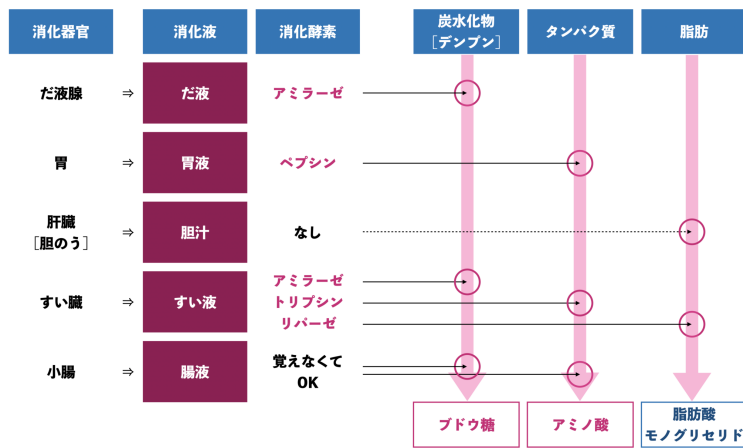 消化器官 消化液 消化酵素 炭水化物 タンパク質 脂肪
[デンプン]
だ液腺 ⇒ だ液 アミラーゼ
胃 ⇒ 胃液 ペプシン
肝臓 ⇒ 胆汁 なし
[胆のう]
アミラーゼ
すい臓 ⇒ すい液 トリプシン
リパーゼ
小腸 ⇒ 腸液 覚えなくて
OK
ブドウ糖 アミノ酸 脂肪酸
モノグリセリド